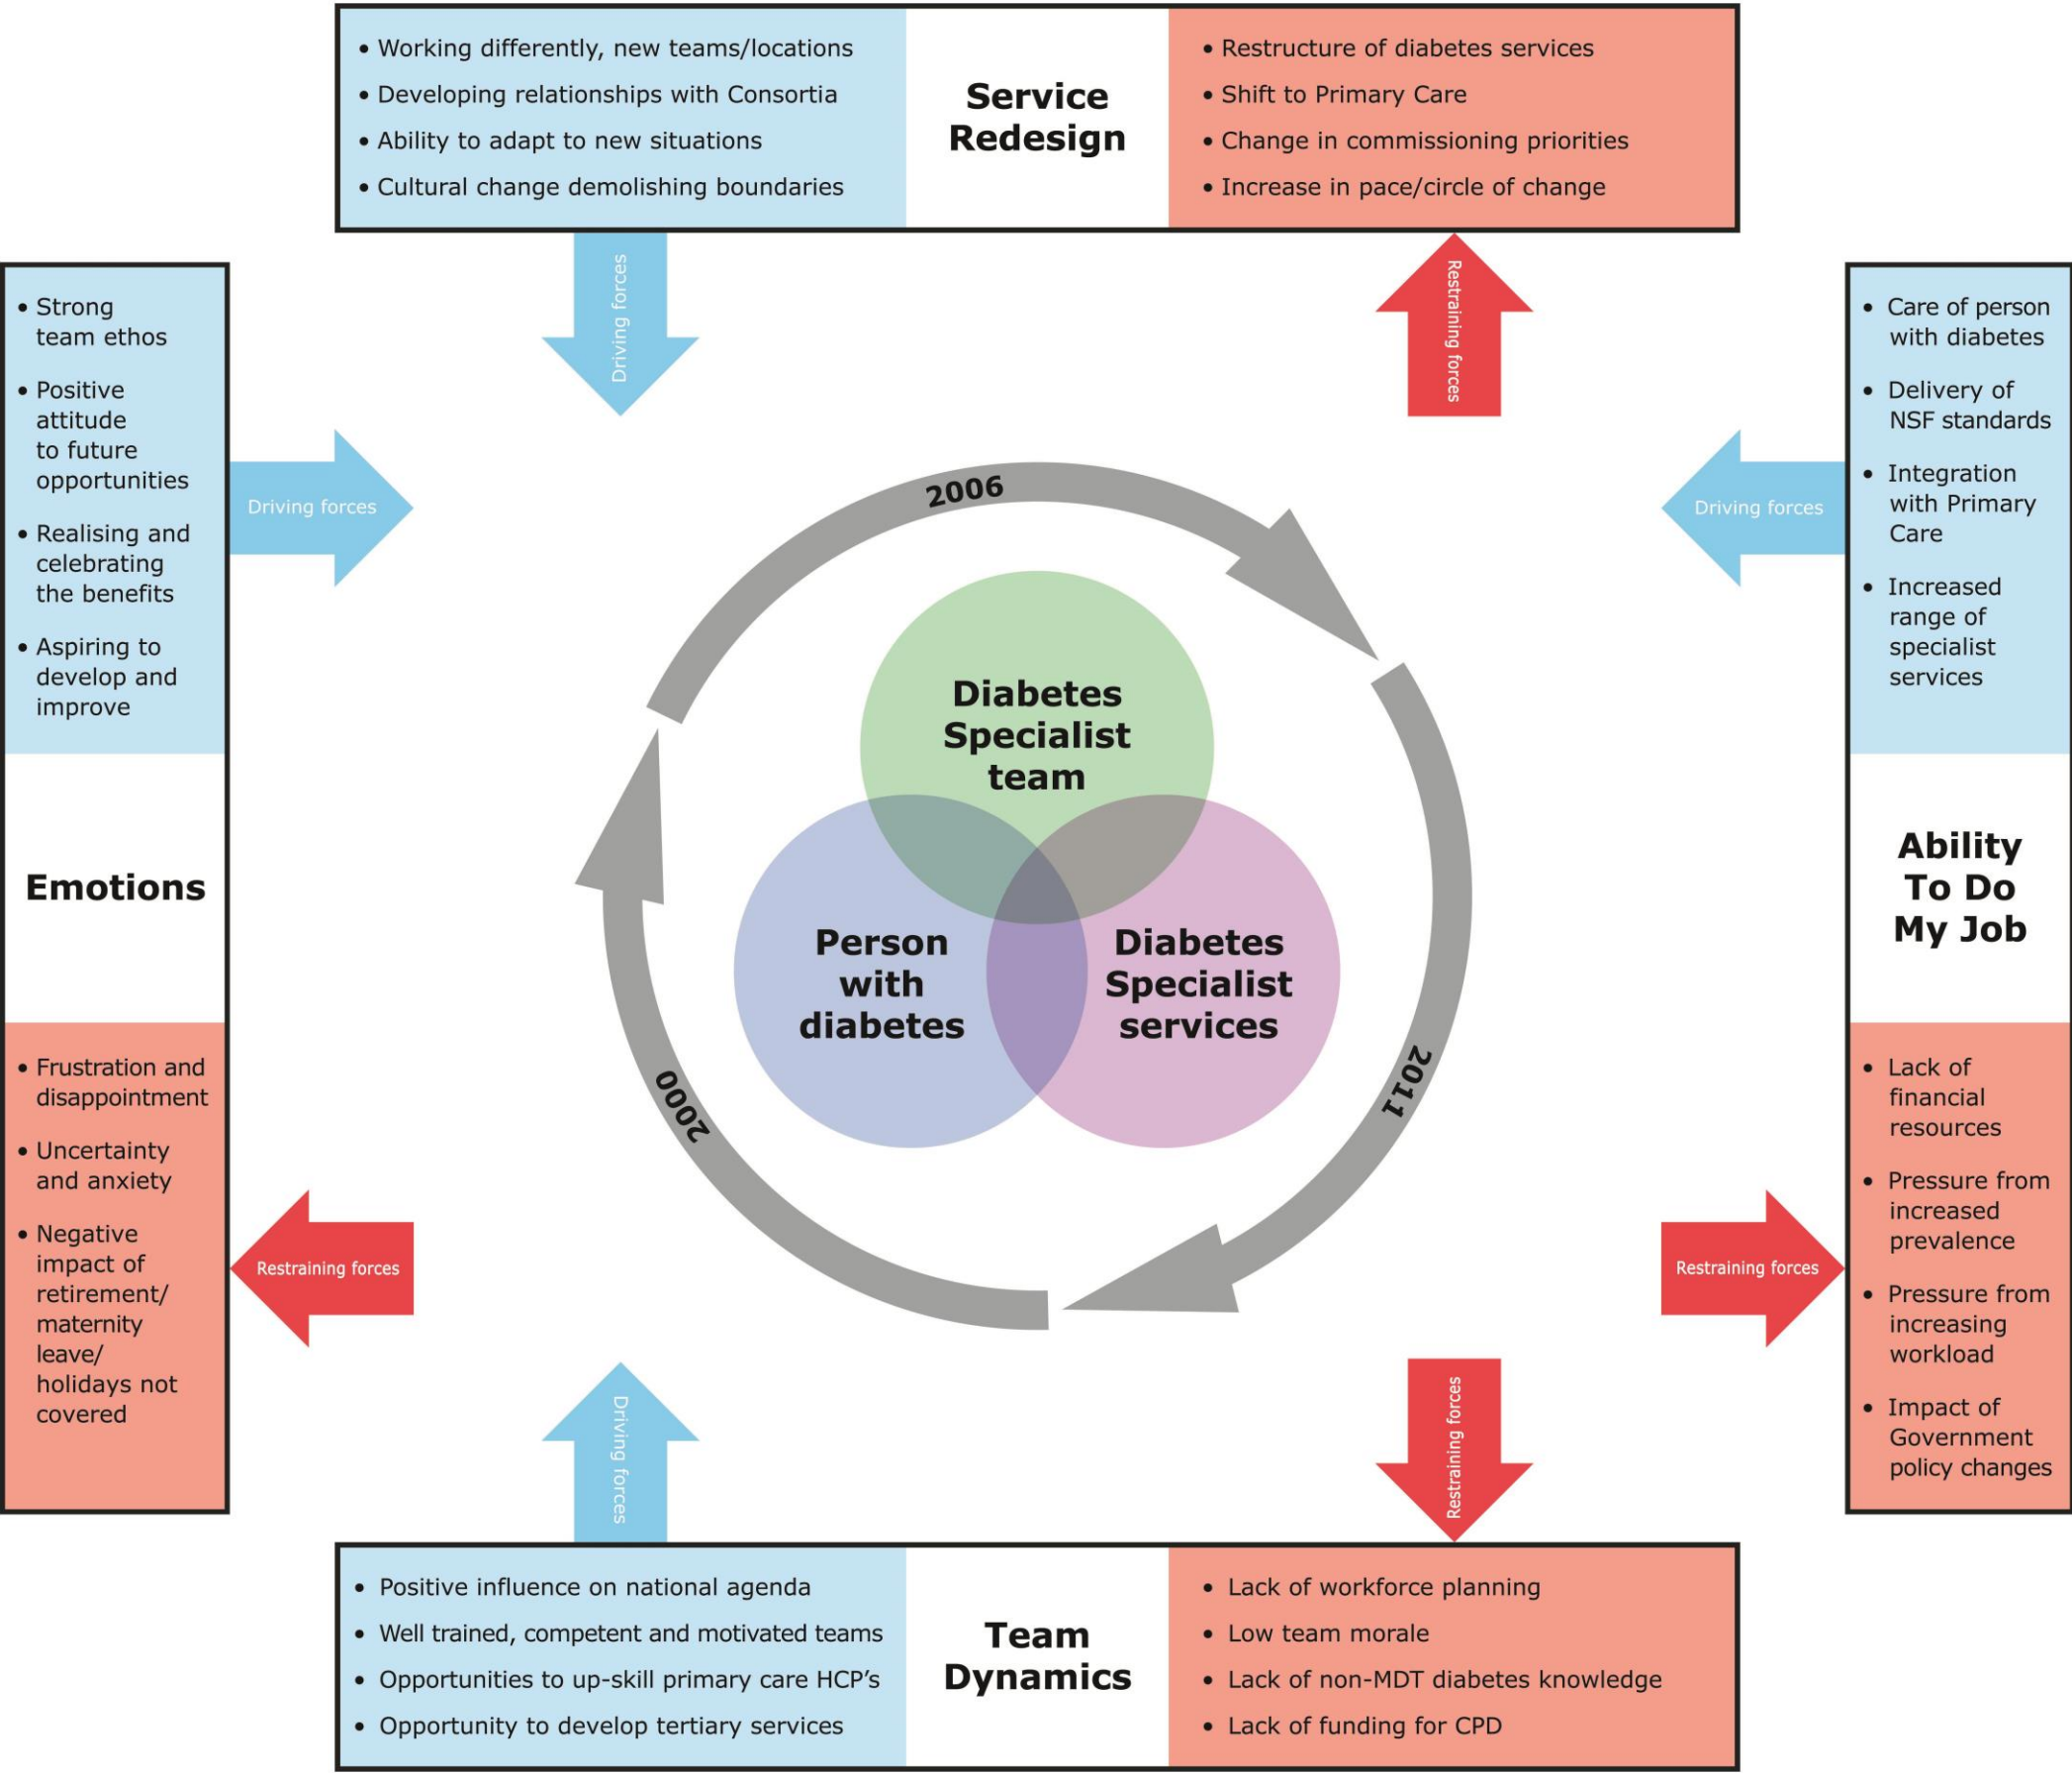 • Working differently, new teams/locations
• Developing relationships with Consortia
• Ability to adapt to new situations
• Cultural change demolishing boundaries
Service
Redesign
• Restructure of diabetes services
• Shift to Primary Care
• Change in commissioning priorities
• Increase in pace/circle of change
Driving forces
Restraining forces
• Strong
team ethos
• Positive
attitude
to future
opportunities
• Realising and
celebrating
the benefits
• Aspiring to
develop and
improve
Emotions
• Frustration and
disappointment
• Uncertainty
and anxiety
• Negative
impact of
retirement/
maternity
leave/
holidays not
covered
Driving forces
Restraining forces
2006
2011
2000
Diabetes
Specialist
team
Person
with
diabetes
Diabetes
Specialist
services
Driving forces
Restraining forces
• Care of person
with diabetes
• Delivery of
NSF standards
• Integration
with Primary
Care
• Increased
range of
specialist
services
Ability
To Do
My Job
• Lack of
financial
resources
• Pressure from
increased
prevalence
• Pressure from
increasing
workload
• Impact of
Government
policy changes
Driving forces
Restraining forces
• Positive influence on national agenda
• Well trained, competent and motivated teams
• Opportunities to up-skill primary care HCP’s
• Opportunity to develop tertiary services
Team
Dynamics
• Lack of workforce planning
• Low team morale
• Lack of non-MDT diabetes knowledge
• Lack of funding for CPD